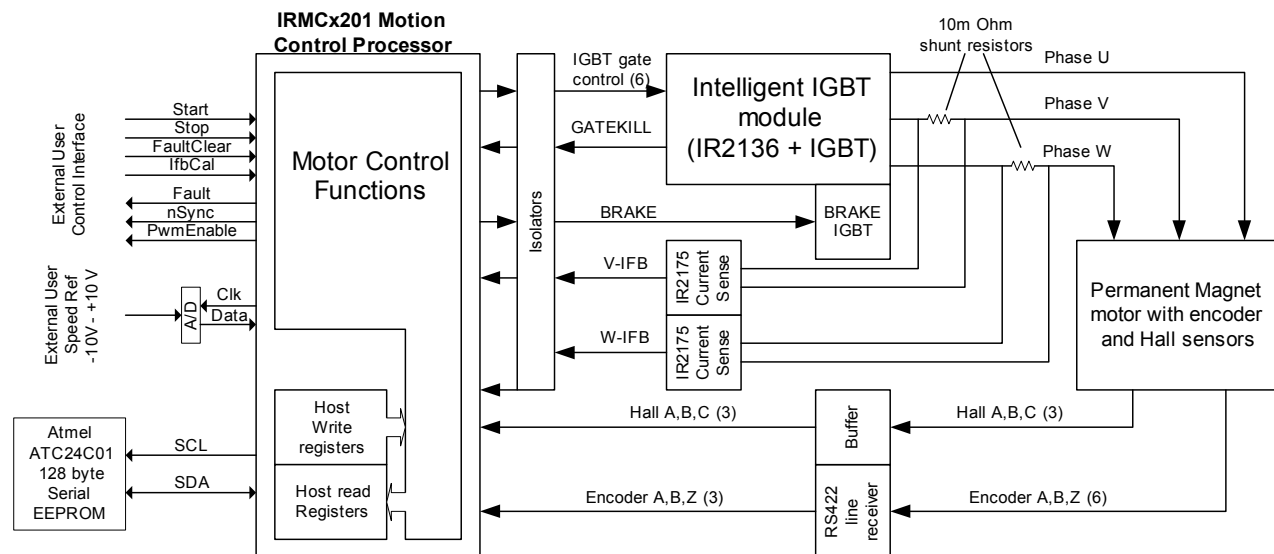 IRMCx201 Motion
Control Processor
External User
Control Interface
Start
Stop
FaultClear
IfbCal
Fault
nSync
PwmEnable
External User
Speed Ref
-10V - +10 V
A/D
Clk
Data
Atmel
ATC24C01
128 byte
Serial
EEPROM
SCL
SDA
Motor Control
Functions
Host
Write
registers
Host read
Registers
Isolators
IGBT gate
control (6)
GATEKILL
BRAKE
V-IFB
W-IFB
Intelligent IGBT
module
(IR2136 + IGBT)
BRAKE
IGBT
IR2175
Current
Sense
IR2175
Current
Sense
10m Ohm
shunt resistors
Phase U
Phase V
Phase W
Permanent Magnet
motor with encoder
and Hall sensors
Hall A,B,C (3)
Buffer
Hall A,B,C (3)
Encoder A,B,Z (3)
RS422
line
receiver
Encoder A,B,Z (6)